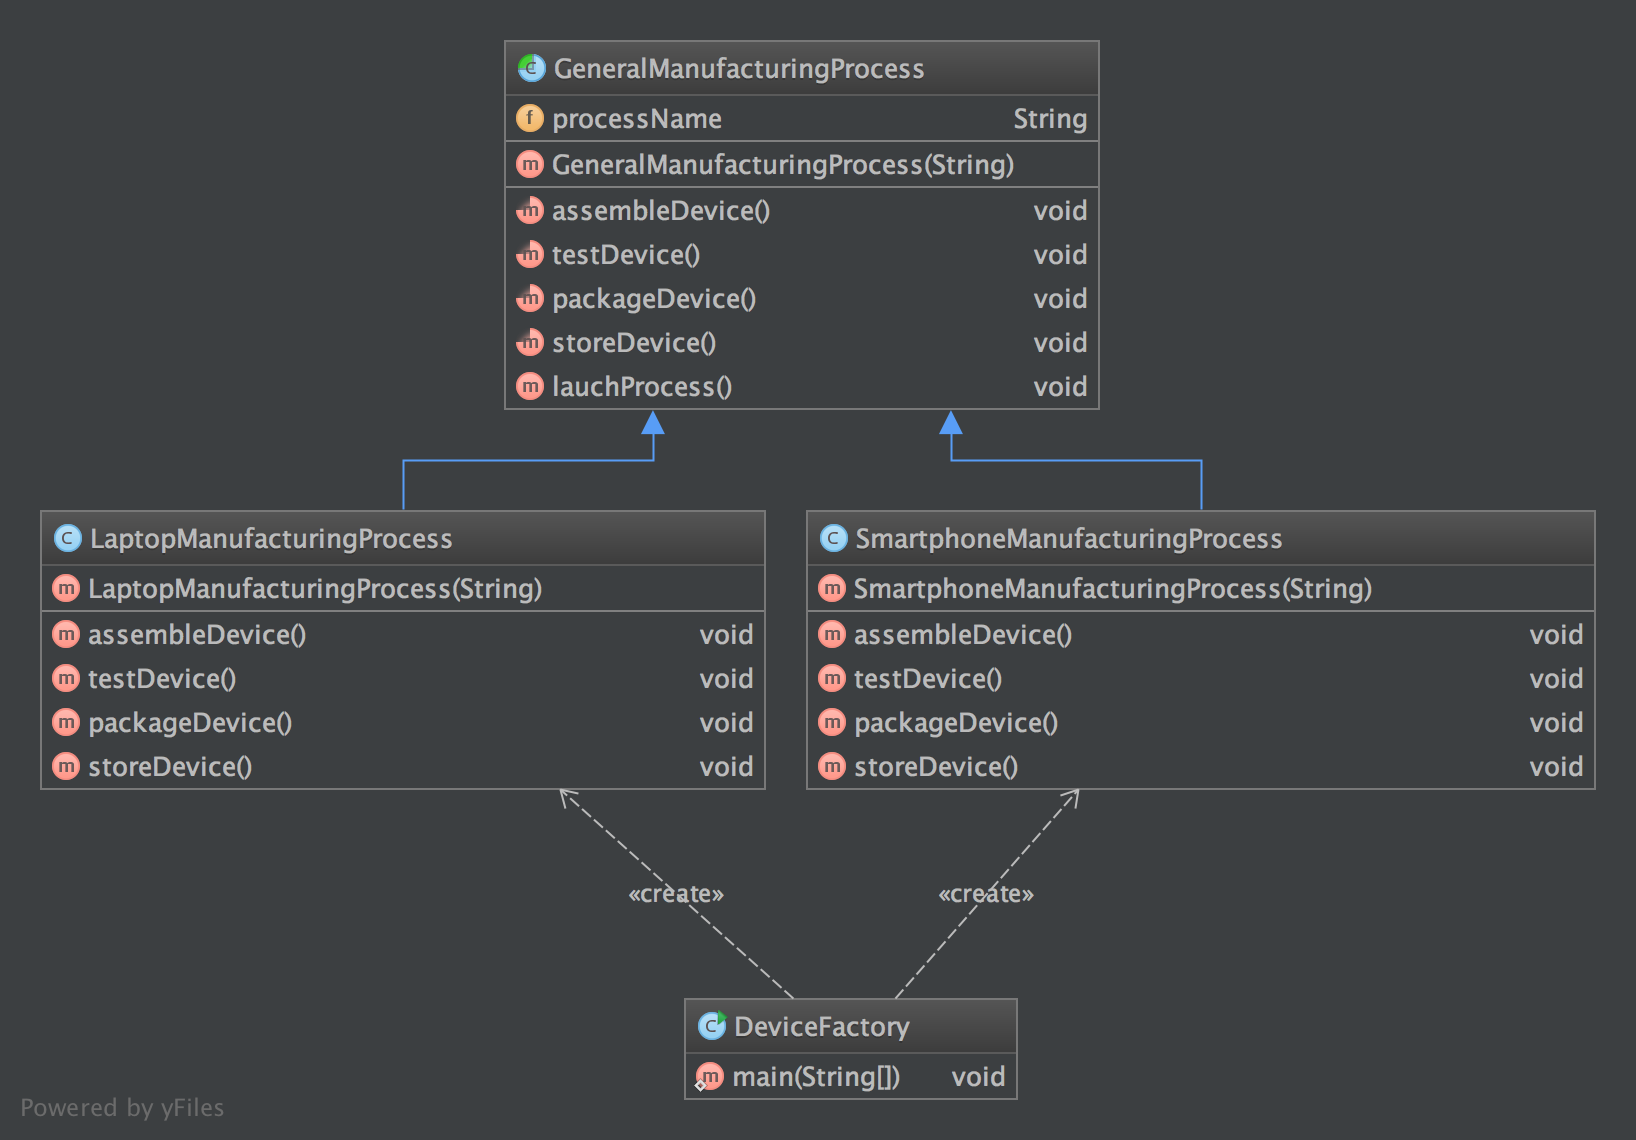 GeneralManufacturingProcess
processName String
GeneralManufacturingProcess(String)
assembleDevice() void
testDevice() void
packageDevice() void
storeDevice() void
lauchProcess() void
LaptopManufacturingProcess
LaptopManufacturingProcess(String)
assembleDevice() void
testDevice() void
packageDevice() void
storeDevice() void
SmartphoneManufacturingProcess
SmartphoneManufacturingProcess(String)
assembleDevice() void
testDevice() void
packageDevice() void
storeDevice() void
«create»
«create»
DeviceFactory
main(String[]) void
Powered by yFiles